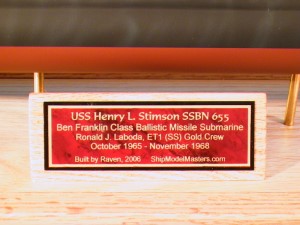 USS Henry L. Stimson SSBN 655
Ben Franklin Class Ballistic Missile Submarine
Ronald J. Laboda, ET1 (SS) Gold Crew
October 1965 - November 1968
Built by Raven, 2006 ShipModelMasters.com